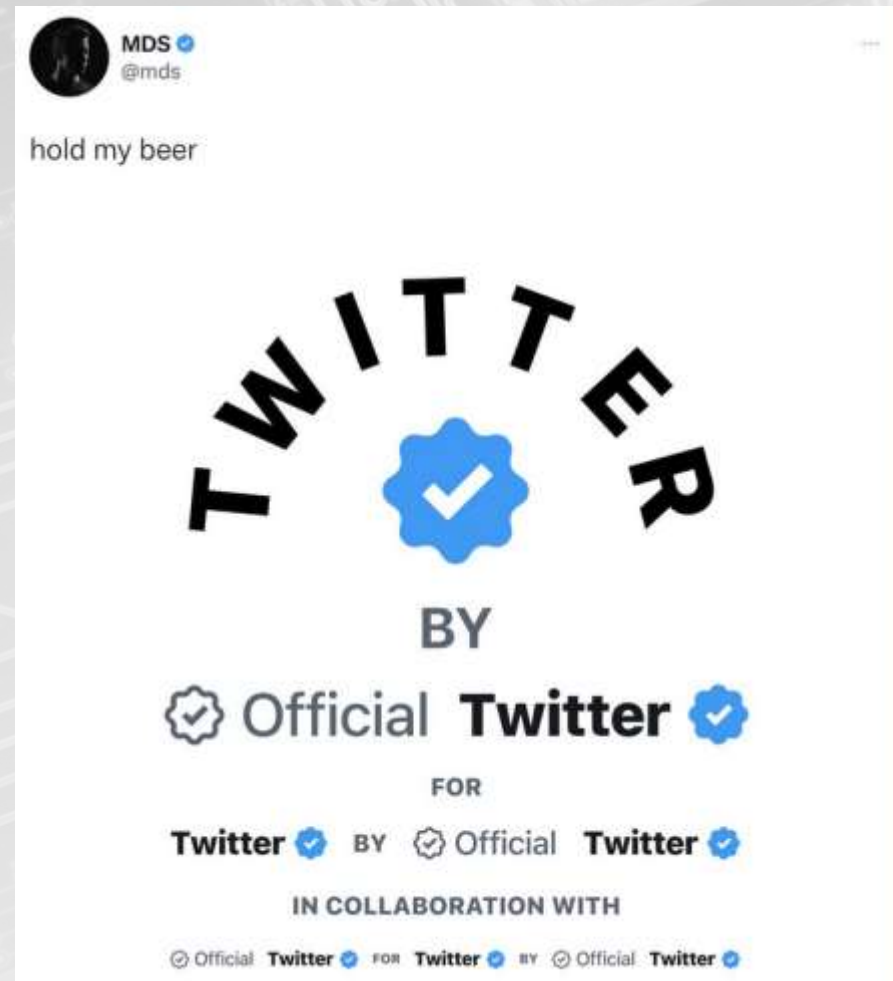 MDS
@mds
hold my beer
TWITTER
BY
Official Twitter
FOR
Twitter BY Official Twitter
IN COLLABORATION WITH
Official Twitter FOR Twitter BY Official Twitter